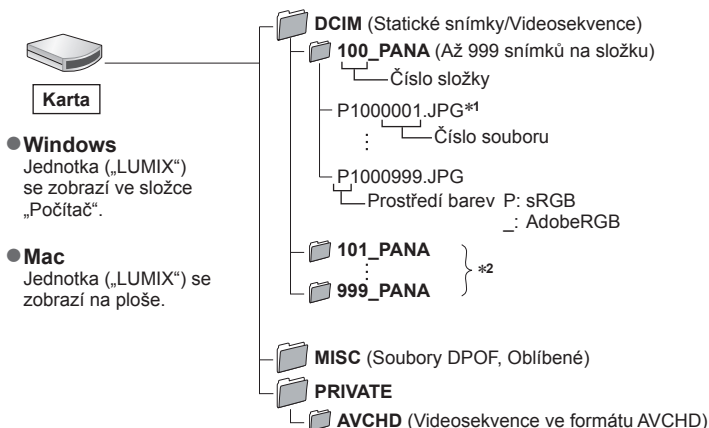 Karta
●Windows
Jednotka („LUMIX“)
se zobrazí ve složce
„Počítač“.
●Mac
Jednotka („LUMIX“) se
zobrazí na ploše.
DCIM (Statické snímky/Videosekvence)
100_PANA (Až 999 snímků na složku)
Číslo složky
P1000001.JPG*1
Číslo souboru
P1000999.JPG
Prostředí barev P: sRGB
_: AdobeRGB
101_PANA
*2
999_PANA
MISC (Soubory DPOF, Oblíbené)
PRIVATE
AVCHD (Videosekvence ve formátu AVCHD)